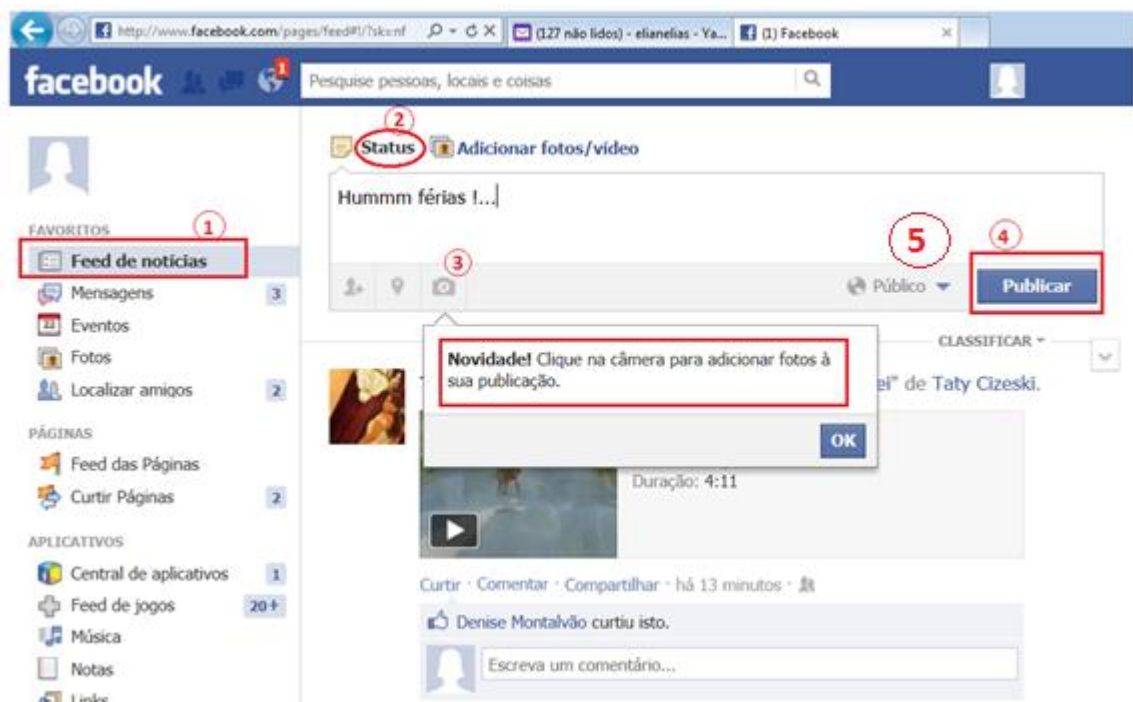 http://www.facebook.com/pages/feed#!/?sk=nf
(127 não lidos) - elianelias - Ya...
(1) Facebook
facebook
1
Pesquise pessoas, locais e coisas
2
Status
Adicionar fotos/vídeo
Hummm férias !...
FAVORITOS
1
Feed de notícias
3
5
4
Público
Publicar
Mensagens 3
Eventos
Fotos
Localizar amigos 2
CLASSIFICAR
Novidade! Clique na câmera para adicionar fotos à
sua publicação.
OK
ei" de Taty Cizeski.
Duração: 4:11
PÁGINAS
Feed das Páginas
Curtir Páginas 2
APLICATIVOS
Central de aplicativos 1
Feed de jogos 20+
Música
Notas
Links
Curtir · Comentar · Compartilhar · há 13 minutos ·
Denise Montalvão curtiu isto.
Escreva um comentário...